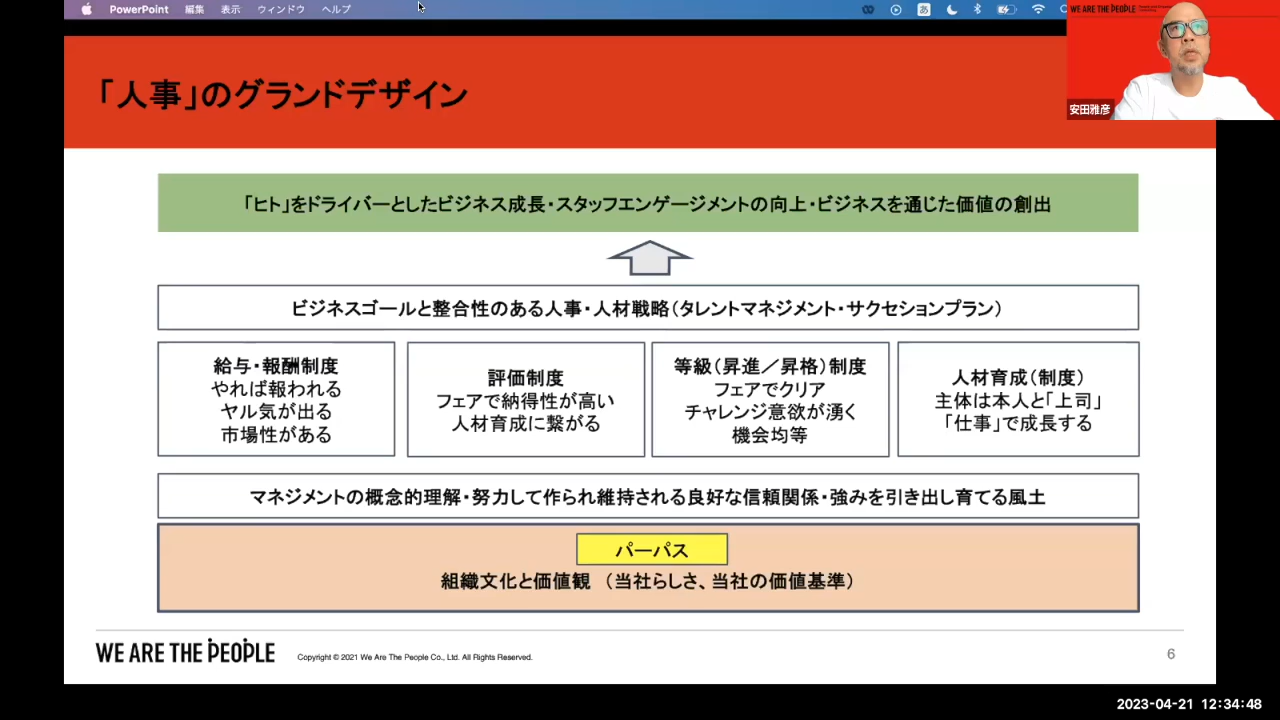 PowerPoint 編集 表示 ウィンドウ ヘルプ
あ
WE ARE THE PEOPLE
安田雅彦
「人事」のグランドデザイン
「ヒト」をドライバーとしたビジネス成長・スタッフエンゲージメントの向上・ビジネスを通じた価値の創出
ビジネスゴールと整合性のある人事・人材戦略（タレントマネジメント・サクセションプラン）
給与・報酬制度
やれば報われる
ヤル気が出る
市場性がある
評価制度
フェアで納得性が高い
人材育成に繋がる
等級（昇進／昇格）制度
フェアでクリア
チャレンジ意欲が湧く
機会均等
人材育成（制度）
主体は本人と「上司」
「仕事」で成長する
マネジメントの概念的理解・努力して作られ維持される良好な信頼関係・強みを引き出し育てる風土
パーパス
組織文化と価値観 （当社らしさ、当社の価値基準）
WE ARE THE PEOPLE
Copyright © 2021 We Are The People Co., Ltd. All Rights Reserved.
6
2023-04-21 12:34:48